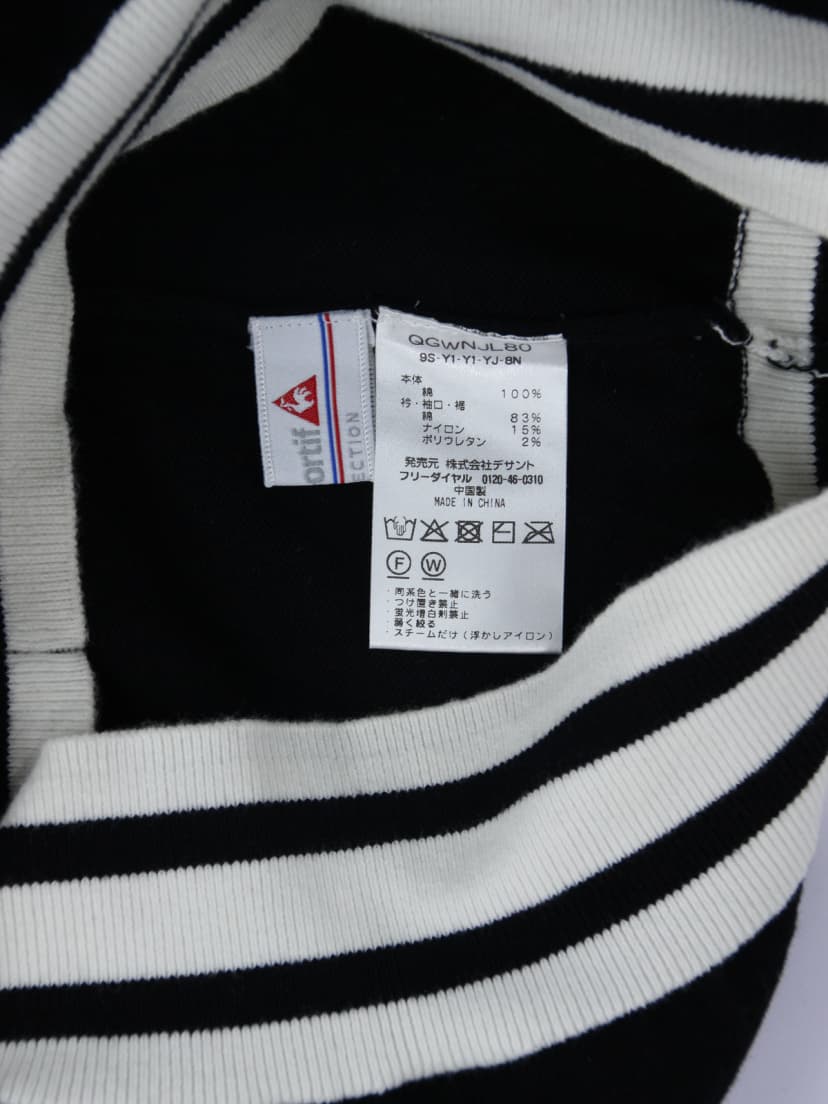 ortif
ECTION
QGWNJL80
9S-Y1-Y1-YJ-8N
本体
綿 100%
衿・袖口・裾
綿 83%
ナイロン 15%
ポリウレタン 2%
発売元 株式会社デサント
フリーダイヤル 0120-46-0310
中国製
MADE IN CHINA
F W
・同系色と一緒に洗う
・つけ置き禁止
・蛍光増白剤禁止
・弱く絞る
・スチームだけ(浮かしアイロン)